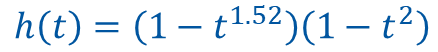 h(t) = (1 − t^{1.52})(1 − t^{2})